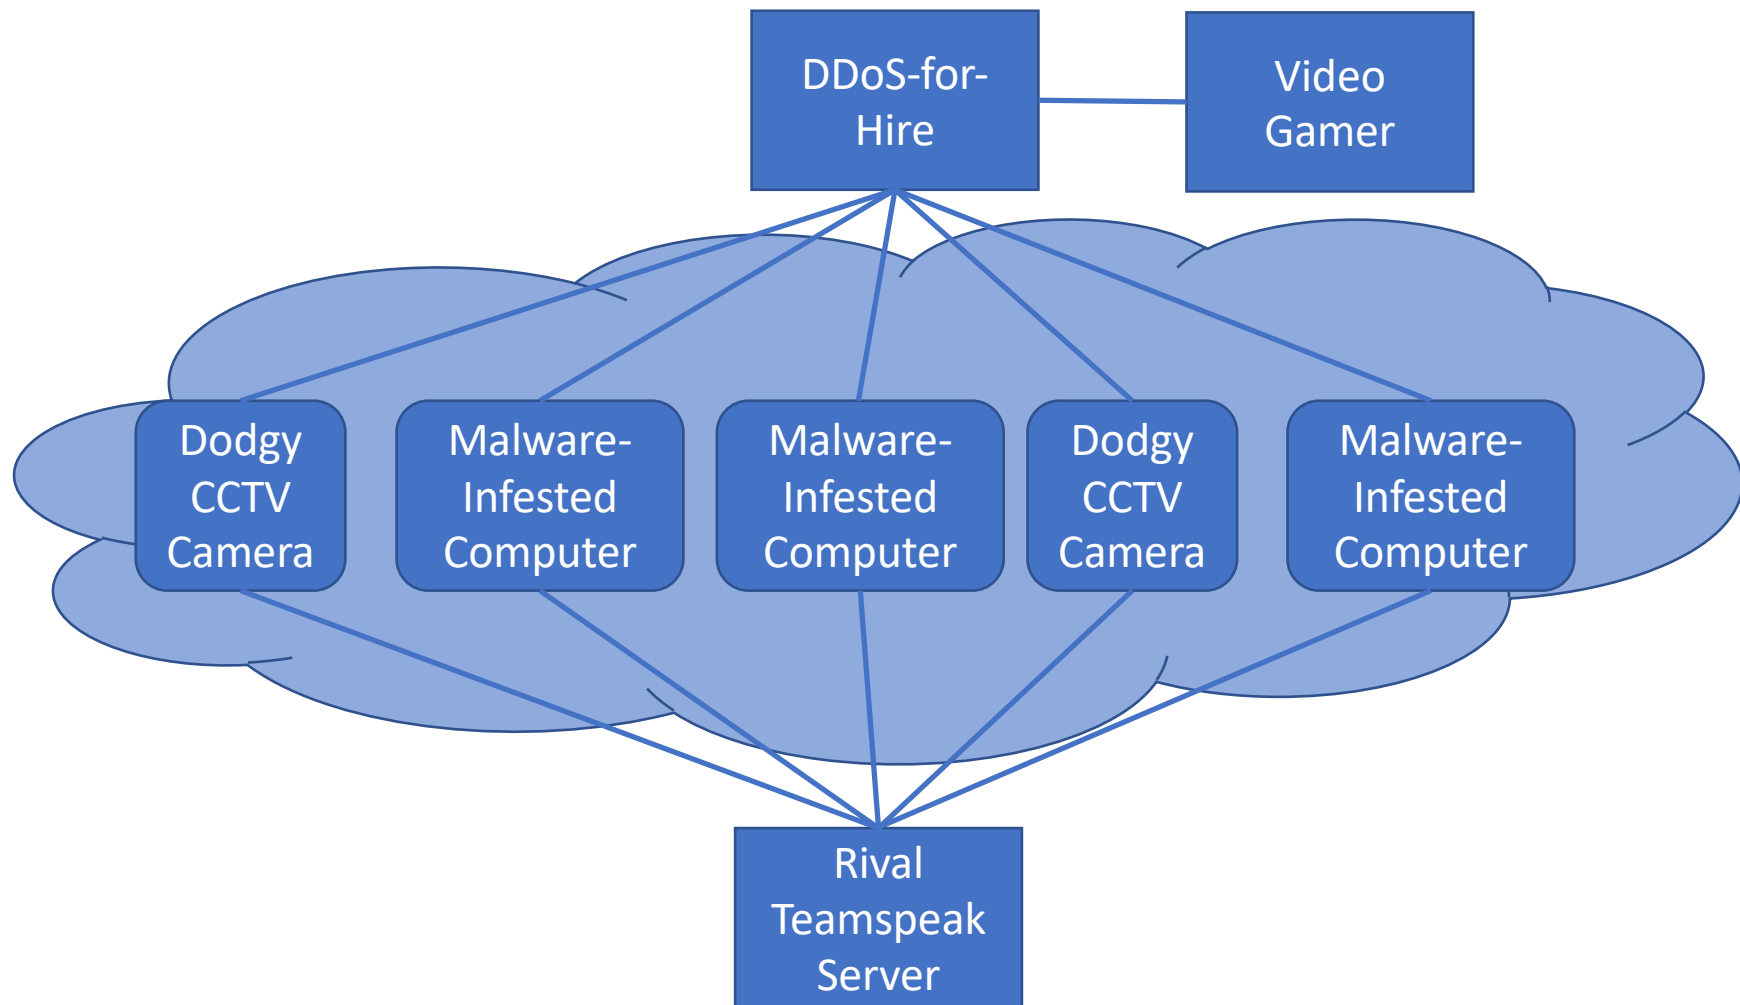 DDoS-for-
Hire
Video
Gamer
Dodgy
CCTV
Camera
Malware-
Infested
Computer
Malware-
Infested
Computer
Dodgy
CCTV
Camera
Malware-
Infested
Computer
Rival
Teamspeak
Server